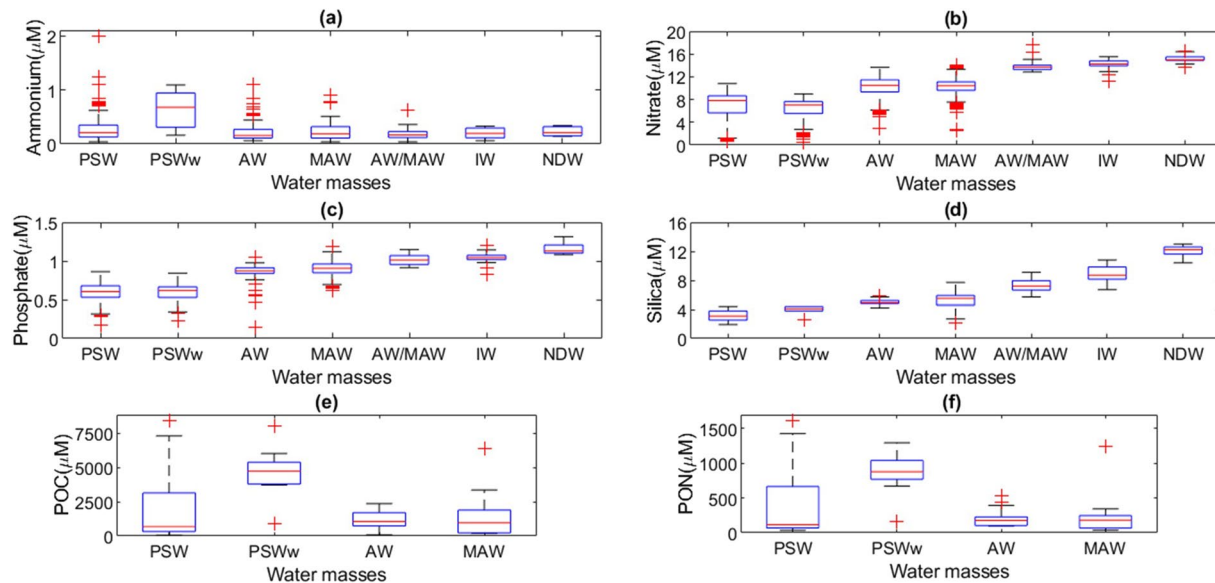 (a)
Ammonium(μM)
2
1
0
PSW PSWw AW MAW AW/MAW IW NDW
Water masses
(b)
Nitrate(μM)
20
16
12
8
4
0
PSW PSWw AW MAW AW/MAW IW NDW
Water masses
(c)
Phosphate(μM)
1.5
1
0.5
0
PSW PSWw AW MAW AW/MAW IW NDW
Water masses
(d)
Silica(μM)
16
12
8
4
0
PSW PSWw AW MAW AW/MAW IW NDW
Water masses
(e)
POC(μM)
7500
5000
2500
0
PSW PSWw AW MAW
Water masses
(f)
PON(μM)
1500
1000
500
0
PSW PSWw AW MAW
Water masses